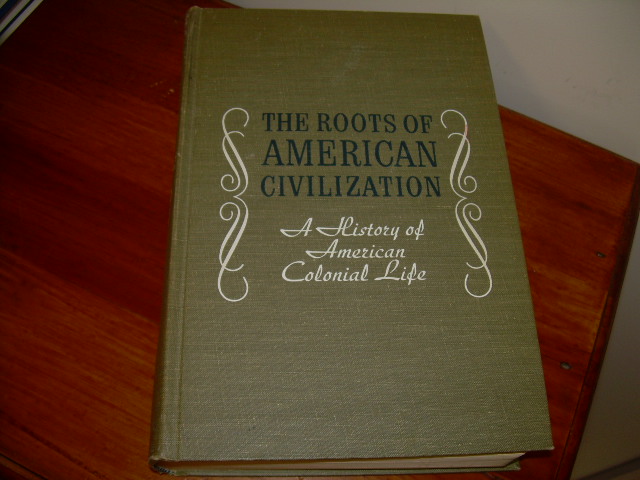 THE ROOTS OF
AMERICAN
CIVILIZATION
A History of
American
Colonial Life